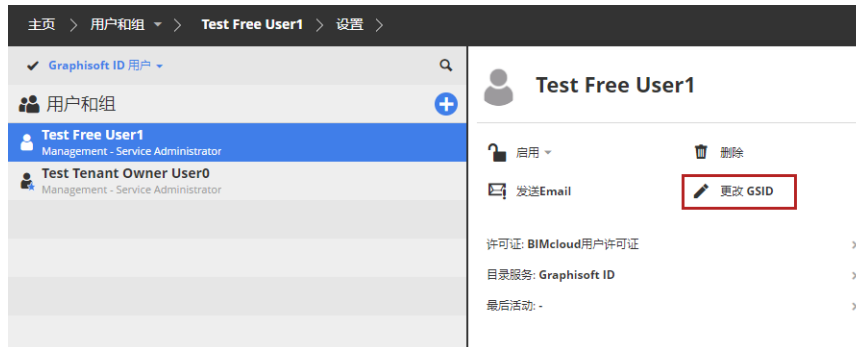 主页 > 用户和组 > Test Free User1 > 设置 >
Graphisoft ID 用户
用户和组
Test Free User1
Management - Service Administrator
Test Tenant Owner User0
Management - Service Administrator
Test Free User1
启用
删除
发送Email
更改 GSID
许可证: BIMcloud用户许可证
目录服务: Graphisoft ID
最后活动: -